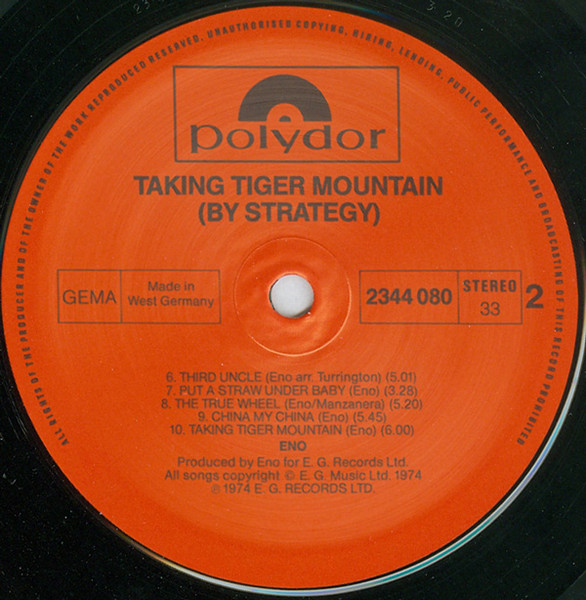 ALL RIGHTS OF THE PRODUCER AND OF THE OWNER OF THE WORK REPRODUCED RESERVED. UNAUTHORISED COPYING, HIRING, LENDING, PUBLIC PERFORMANCE AND BROADCASTING OF THIS RECORD PROHIBITED
polydor
TAKING TIGER MOUNTAIN
(BY STRATEGY)
GEMA
Made in
West Germany
2344 080
STEREO
33
2
6. THIRD UNCLE (Eno arr. Turrington) (5.01)
7. PUT A STRAW UNDER BABY (Eno) (3.28)
8. THE TRUE WHEEL (Eno/Manzanera) (5.20)
9. CHINA MY CHINA (Eno) (5.45)
10. TAKING TIGER MOUNTAIN (Eno) (6.00)
ENO
Produced by Eno for E. G. Records Ltd.
All songs copyright © E. G. Music Ltd. 1974
℗ 1974 E. G. RECORDS LTD.